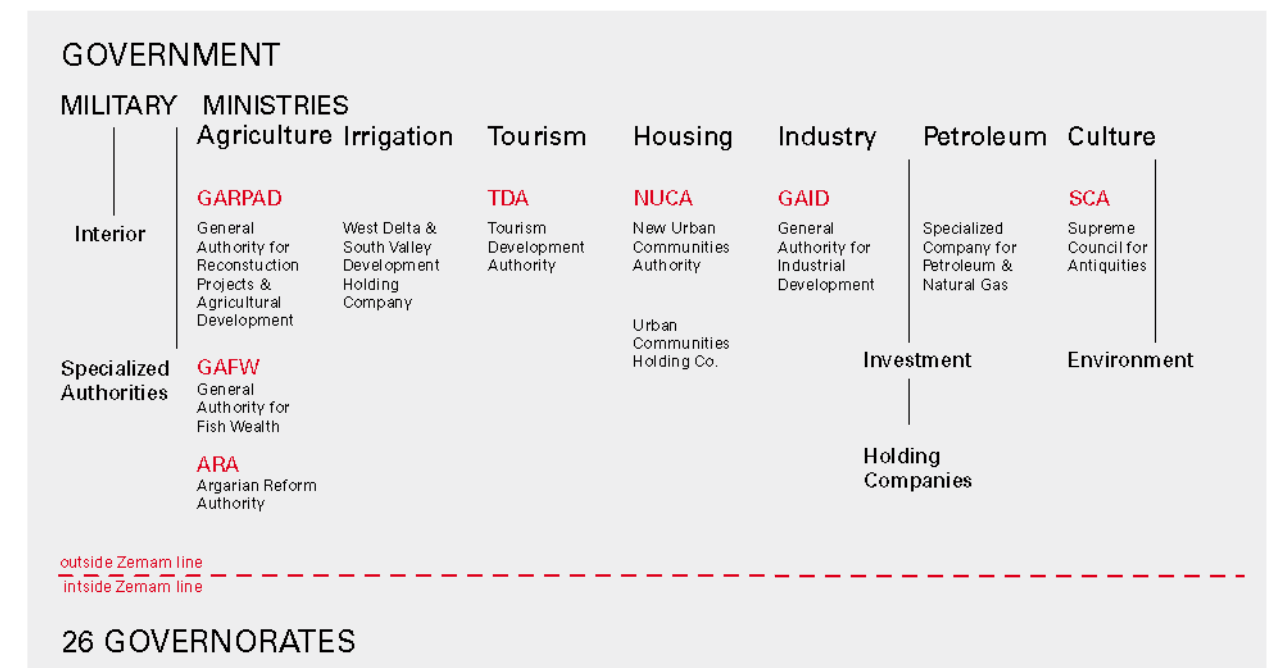 GOVERNMENT
MILITARY
MINISTRIES
Agriculture
Irrigation
Tourism
Housing
Industry
Petroleum
Culture
Interior
Specialized
Authorities
GARPAD
General
Authority for
Reconstuction
Projects &
Agricultural
Development
GAFW
General
Authority for
Fish Wealth
ARA
Argarian Reform
Authority
West Delta &
South Valley
Development
Holding
Company
TDA
Tourism
Development
Authority
NUCA
New Urban
Communities
Authority
Urban
Communities
Holding Co.
GAID
General
Authority for
Industrial
Development
Investment
Holding
Companies
Specialized
Company for
Petroleum &
Natural Gas
SCA
Supreme
Council for
Antiquities
Environment
outside Zemam line
intside Zemam line
26 GOVERNORATES